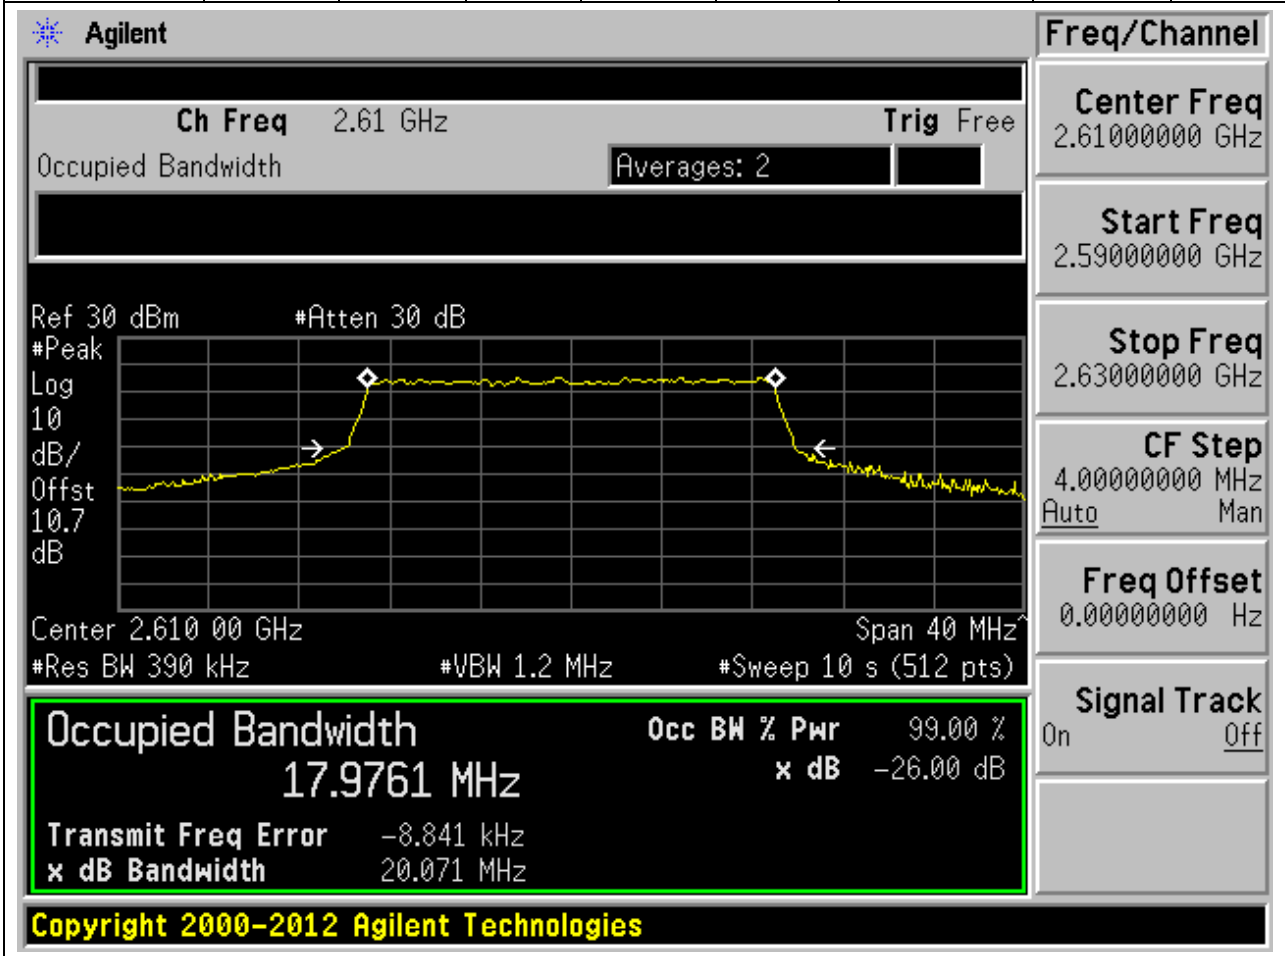 Agilent
Freq/Channel
Ch Freq 2.61 GHz Trig Free
Occupied Bandwidth Averages: 2
Center Freq
2.61000000 GHz
Start Freq
2.59000000 GHz
Stop Freq
2.63000000 GHz
CF Step
4.00000000 MHz
Auto Man
Freq Offset
0.00000000 Hz
Signal Track
On Off
Ref 30 dBm #Atten 30 dB
#Peak
Log
10
dB/
Offst
10.7
dB
Center 2.610 00 GHz Span 40 MHz^
#Res BW 390 kHz #VBW 1.2 MHz #Sweep 10 s (512 pts)
Occupied Bandwidth Occ BW % Pwr 99.00 %
17.9761 MHz x dB -26.00 dB
Transmit Freq Error -8.841 kHz
x dB Bandwidth 20.071 MHz
Copyright 2000-2012 Agilent Technologies